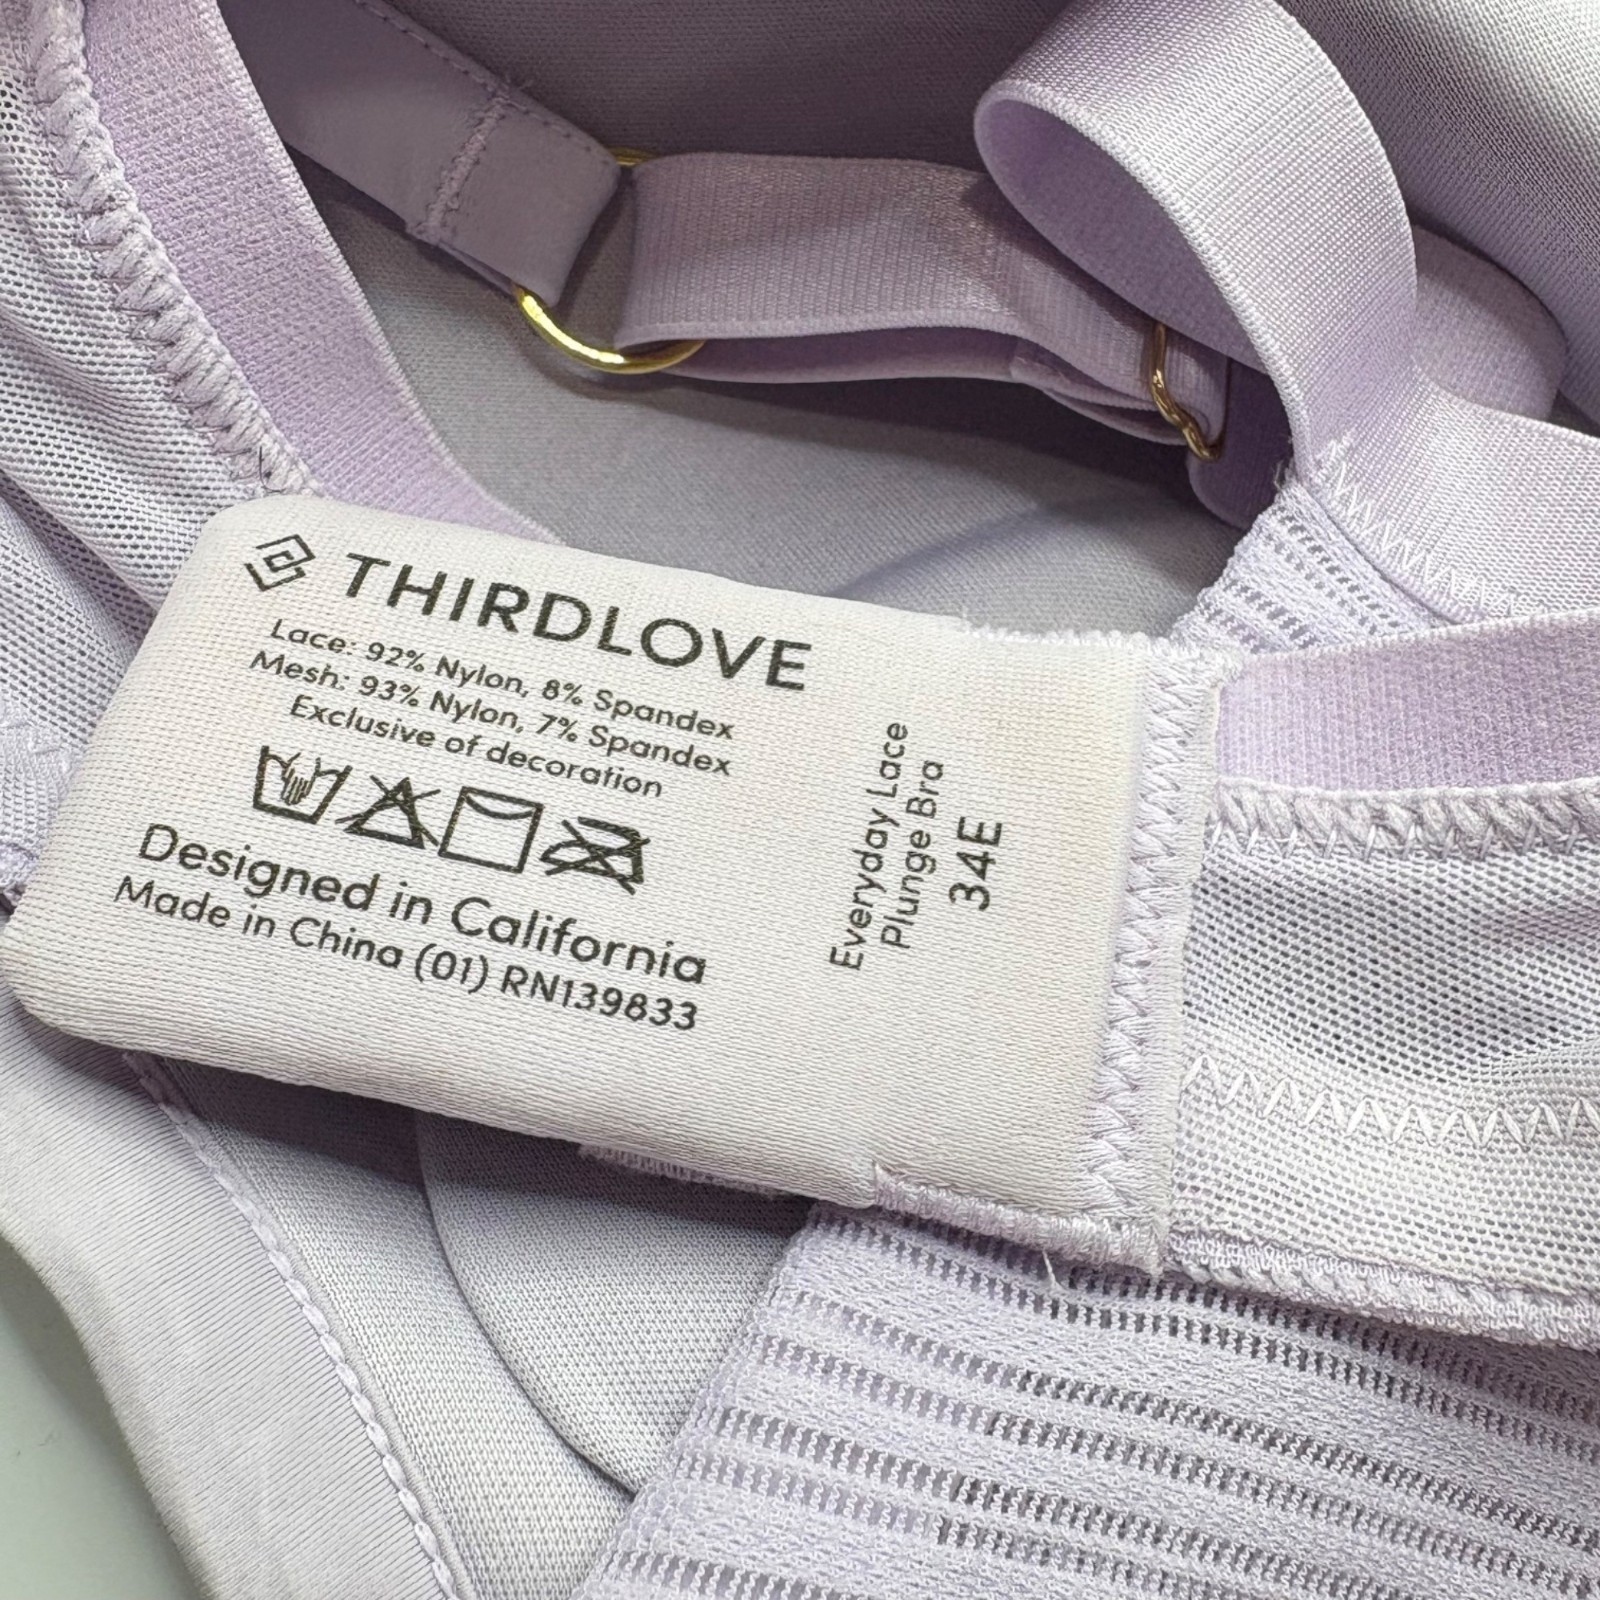 THIRDLOVE
Lace: 92% Nylon, 8% Spandex
Mesh: 93% Nylon, 7% Spandex
Exclusive of decoration
Designed in California
Made in China (01) RN139833
Everyday Lace
Plunge Bra
34E